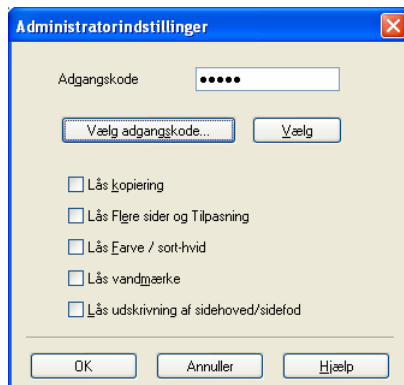 Administratorindstillinger
Adgangskode •••••
Vælg adgangskode... Vælg
Lås kopiering
Lås Flere sider og Tilpasning
Lås Farve / sort-hvid
Lås vandmærke
Lås udskrivning af sidehoved/sidefod
OK Annuller Hjælp